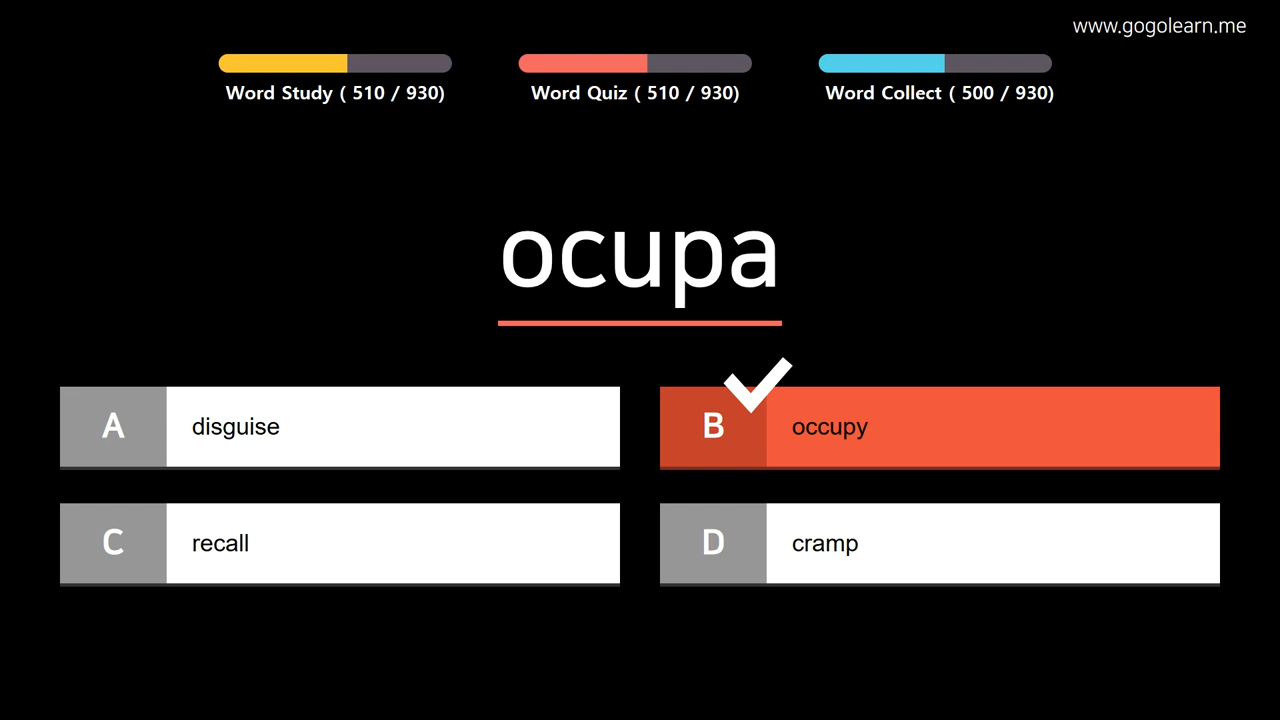 www.gogolearn.me
Word Study ( 510 / 930)
Word Quiz ( 510 / 930)
Word Collect ( 500 / 930)
ocupa
A disguise
B occupy
C recall
D cramp